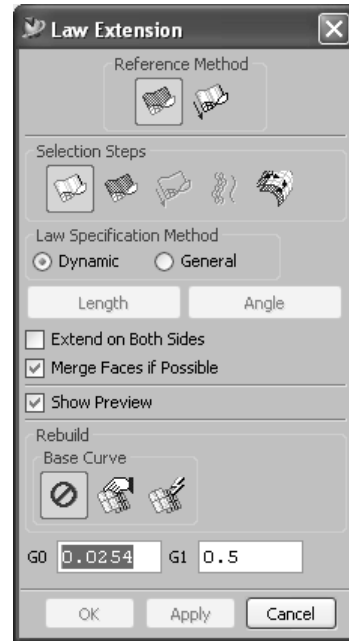 Law Extension
Reference Method
Selection Steps
Law Specification Method
Dynamic General
Length Angle
Extend on Both Sides
Merge Faces if Possible
Show Preview
Rebuild
Base Curve
G0 0.0254 G1 0.5
OK Apply Cancel